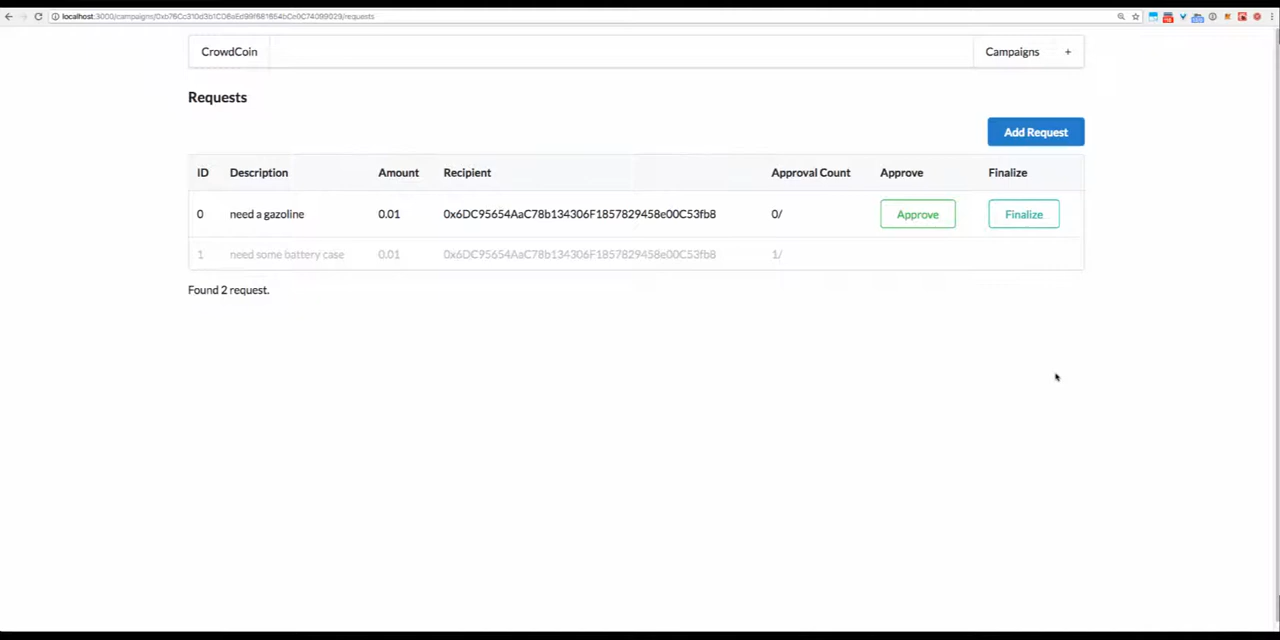 CrowdCoin Campaigns +
Requests
Add Request
ID Description Amount Recipient Approval Count Approve Finalize
0 need a gazoline 0.01 0x6DC95654AaC78b134306F1857829458e00C53fb8 0/ Approve Finalize
1 need some battery case 0.01 0x6DC95654AaC78b134306F1857829458e00C53fb8 1/
Found 2 request.